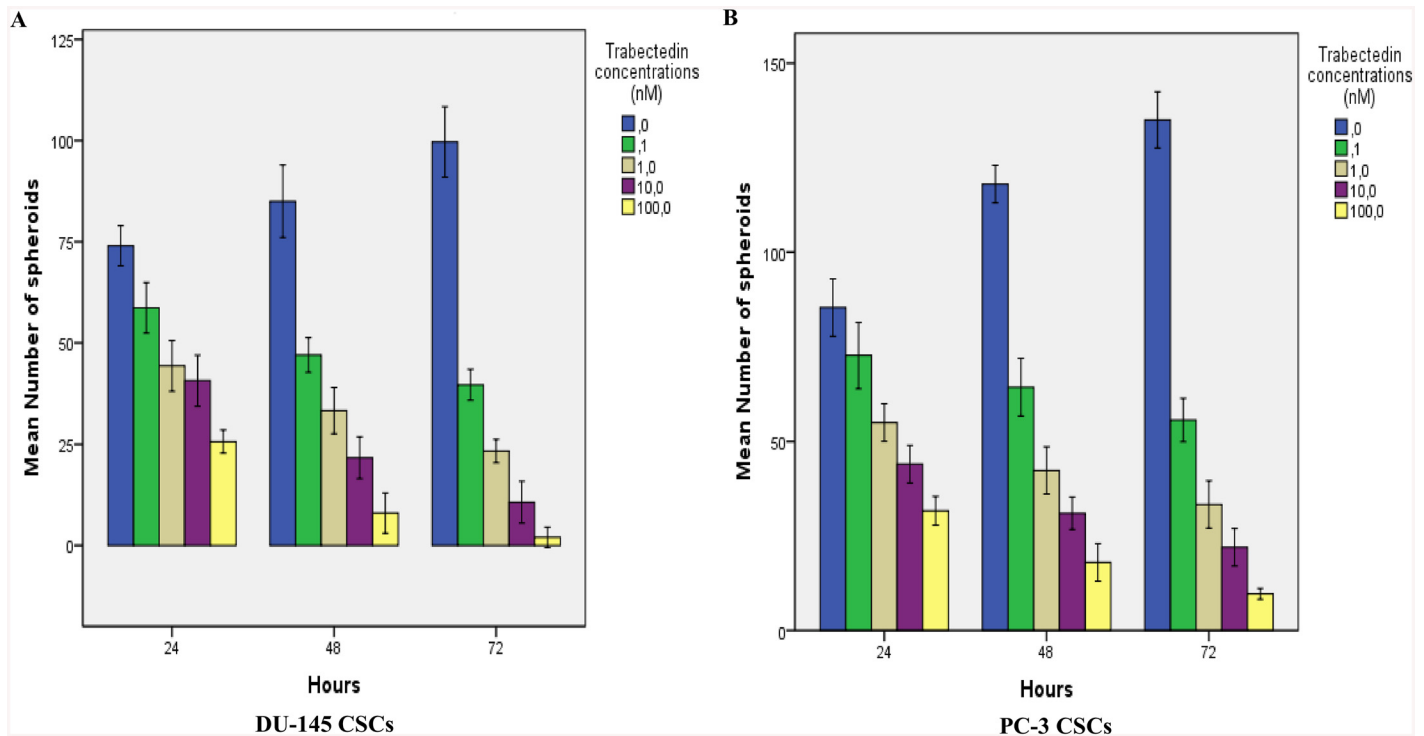 A
125
100
75
50
25
0
Mean Number of spheroids
24
48
72
Hours
DU-145 CSCs
Trabectedin
concentrations
(nM)
,0
,1
1,0
10,0
100,0
B
150
100
50
0
Mean Number of spheroids
24
48
72
Hours
PC-3 CSCs
Trabectedin
concentrations
(nM)
,0
,1
1,0
10,0
100,0